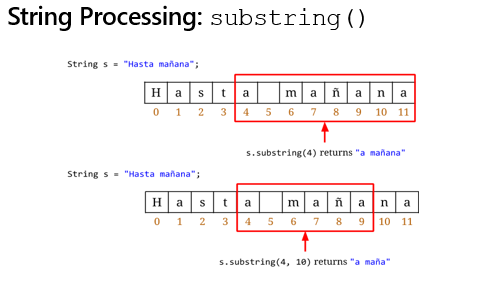 String Processing: substring()
String s = "Hasta mañana";
H a s t a m a ñ a n a
0 1 2 3 4 5 6 7 8 9 10 11
s.substring(4) returns "a mañana"
String s = "Hasta mañana";
H a s t a m a ñ a n a
0 1 2 3 4 5 6 7 8 9 10 11
s.substring(4, 10) returns "a maña"